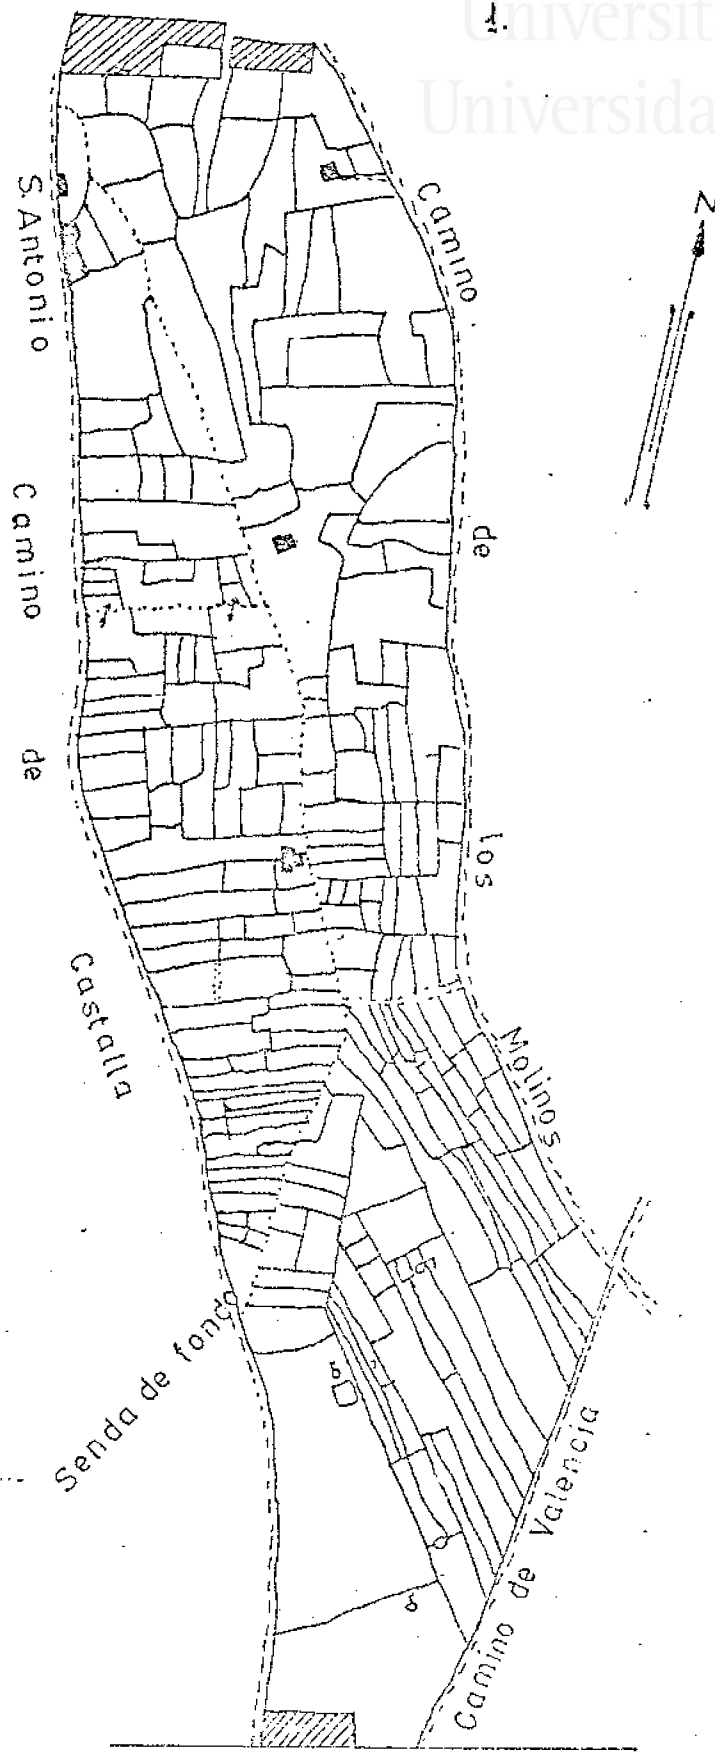 1.
Universit
Universida
N
S. Antonio
Camino de los Molinos
Camino de Castalla
Senda de fondo
Camino de Valencia